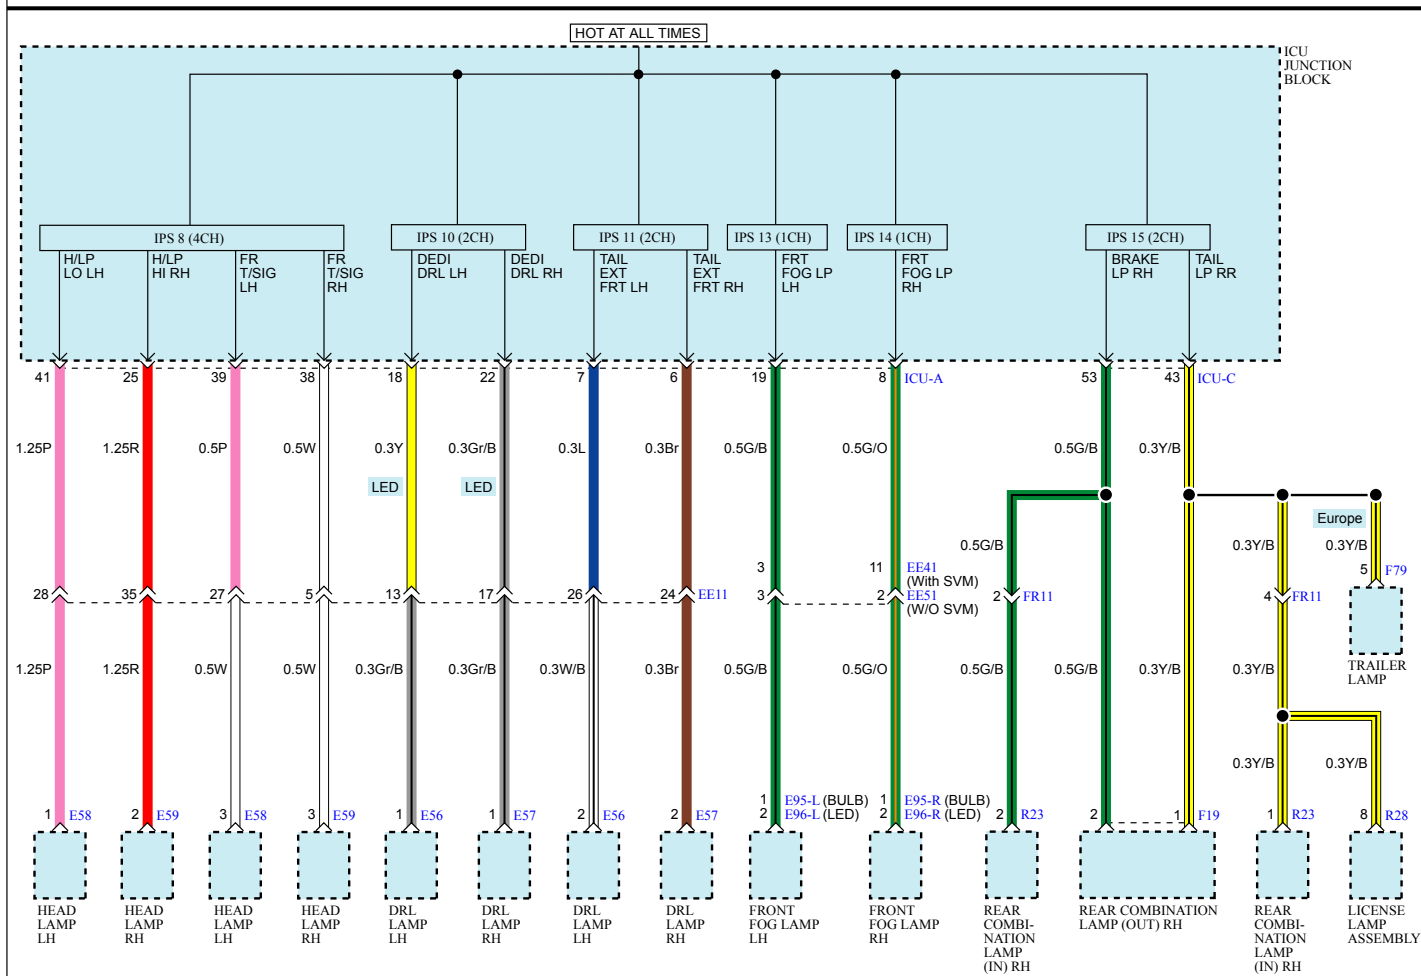 HOT AT ALL TIMES
ICU
JUNCTION
BLOCK
IPS 8 (4CH)
IPS 10 (2CH)
IPS 11 (2CH)
IPS 13 (1CH)
IPS 14 (1CH)
IPS 15 (2CH)
H/LP
LO LH
H/LP
HI RH
FR
T/SIG
LH
FR
T/SIG
RH
DEDI
DRL LH
DEDI
DRL RH
TAIL
EXT
FRT LH
TAIL
EXT
FRT RH
FRT
FOG LP
LH
FRT
FOG LP
RH
BRAKE
LP RH
TAIL
LP RR
41 25 39 38 18 22 7 6 19 8 ICU-A 53 43 ICU-C
1.25P 1.25R 0.5P 0.5W 0.3Y 0.3Gr/B 0.3L 0.3Br 0.5G/B 0.5G/O 0.5G/B 0.3Y/B
LED LED
Europe
0.5G/B 0.3Y/B 0.3Y/B
3 11 EE41
(With SVM)
5 F79
28 35 27 5 13 17 26 24 EE11 3 2 EE51
(W/O SVM)
2 FR11 4 FR11
TRAILER
LAMP
1.25P 1.25R 0.5W 0.5W 0.3Gr/B 0.3Gr/B 0.3W/B 0.3Br 0.5G/B 0.5G/O 0.5G/B 0.5G/B 0.3Y/B 0.3Y/B
0.3Y/B 0.3Y/B
1 E95-L (BULB) 1 E95-R (BULB)
1 E58 2 E59 3 E58 3 E59 1 E56 1 E57 2 E56 2 E57 2 E96-L (LED) 2 E96-R (LED) 2 R23 2 1 F19 1 R23 8 R28
HEAD
LAMP
LH
HEAD
LAMP
RH
HEAD
LAMP
LH
HEAD
LAMP
RH
DRL
LAMP
LH
DRL
LAMP
RH
DRL
LAMP
LH
DRL
LAMP
RH
FRONT
FOG LAMP
LH
FRONT
FOG LAMP
RH
REAR
COMBI-
NATION
LAMP
(IN) RH
REAR COMBINATION
LAMP (OUT) RH
REAR
COMBI-
NATION
LAMP
(IN) RH
LICENSE
LAMP
ASSEMBLY